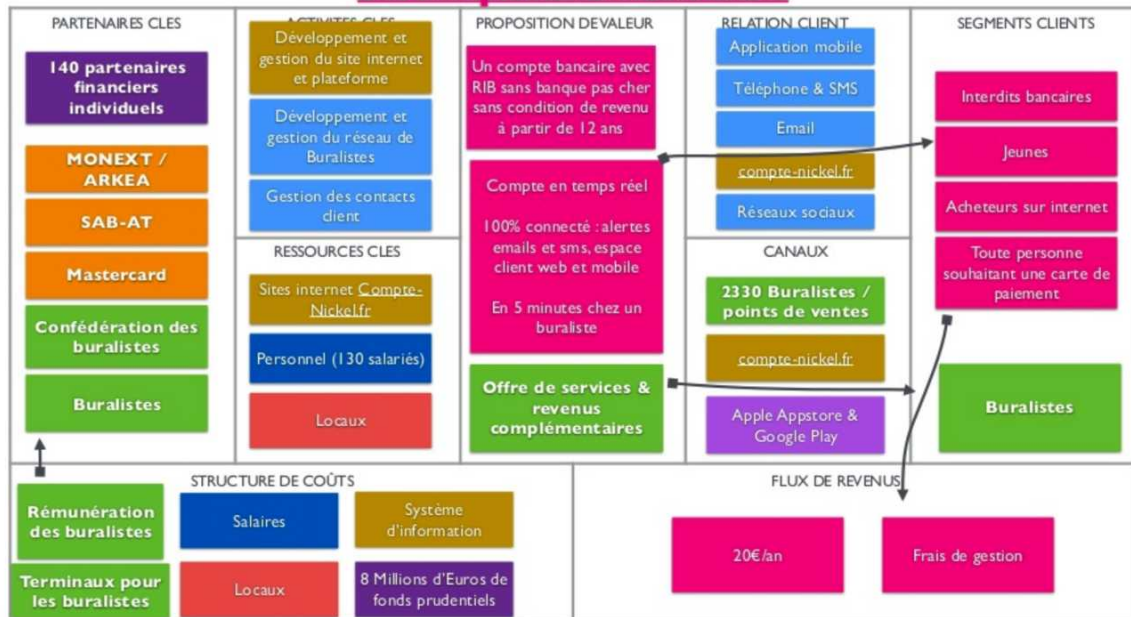 PARTENAIRES CLES
140 partenaires
financiers
individuels
MONEXT /
ARKEA
SAB-AT
Mastercard
Confédération des
buralistes
Buralistes
ACTIVITES CLES
Développement et
gestion du site internet
et plateforme
Développement et
gestion du réseau de
Buralistes
Gestion des contacts
client
RESSOURCES CLES
Sites internet Compte-
Nickel.fr
Personnel (130 salariés)
Locaux
PROPOSITION DE VALEUR
Un compte bancaire avec
RIB sans banque pas cher
sans condition de revenu
à partir de 12 ans
Compte en temps réel
100% connecté : alertes
emails et sms, espace
client web et mobile
En 5 minutes chez un
buraliste
Offre de services &
revenus
complémentaires
RELATION CLIENT
Application mobile
Téléphone & SMS
Email
compte-nickel.fr
Réseaux sociaux
CANAUX
2330 Buralistes /
points de ventes
compte-nickel.fr
Apple Appstore &
Google Play
SEGMENTS CLIENTS
Interdits bancaires
Jeunes
Acheteurs sur internet
Toute personne
souhaitant une carte de
paiement
Buralistes
STRUCTURE DE COÛTS
Rémunération
des buralistes
Salaires
Système
d'information
Terminaux pour
les buralistes
Locaux
8 Millions d'Euros de
fonds prudentiels
FLUX DE REVENUS
20€/an
Frais de gestion